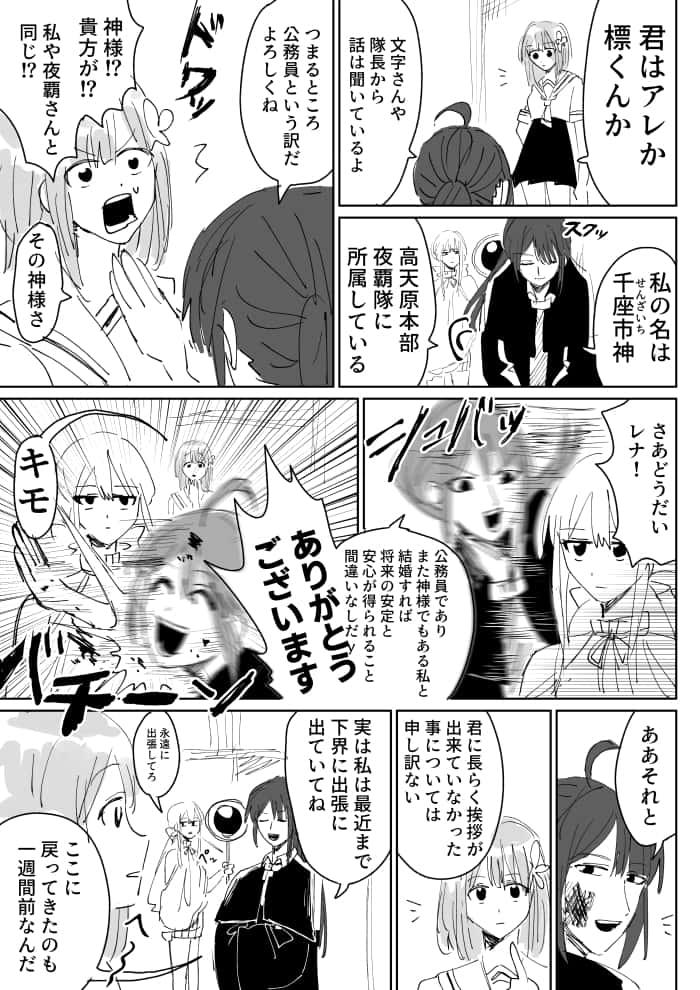 君はアレか
標くんか
文字さんや
隊長から
話は聞いているよ
スクッ
私の名は
千座市神
せんざいち
高天原本部
夜覇隊に
所属している
つまるところ
公務員という訳だ
よろしくね
神様!?
貴方が!?
私や夜覇さんと
同じ!?
その神様さ
さあどうだい
レナ！
シュバッ
公務員であり
また神様でもある私と
結婚すれば
将来の安定と
安心が得られること
間違いなしだy
ありがとう
ございます
キモ
バチーーン
ああそれと
君に長らく挨拶が
出来ていなかった
事については
申し訳ない
実は私は最近まで
下界に出張に
出ていてね
ペッ
永遠に
出張してろ
ここに
戻ってきたのも
一週間前なんだ